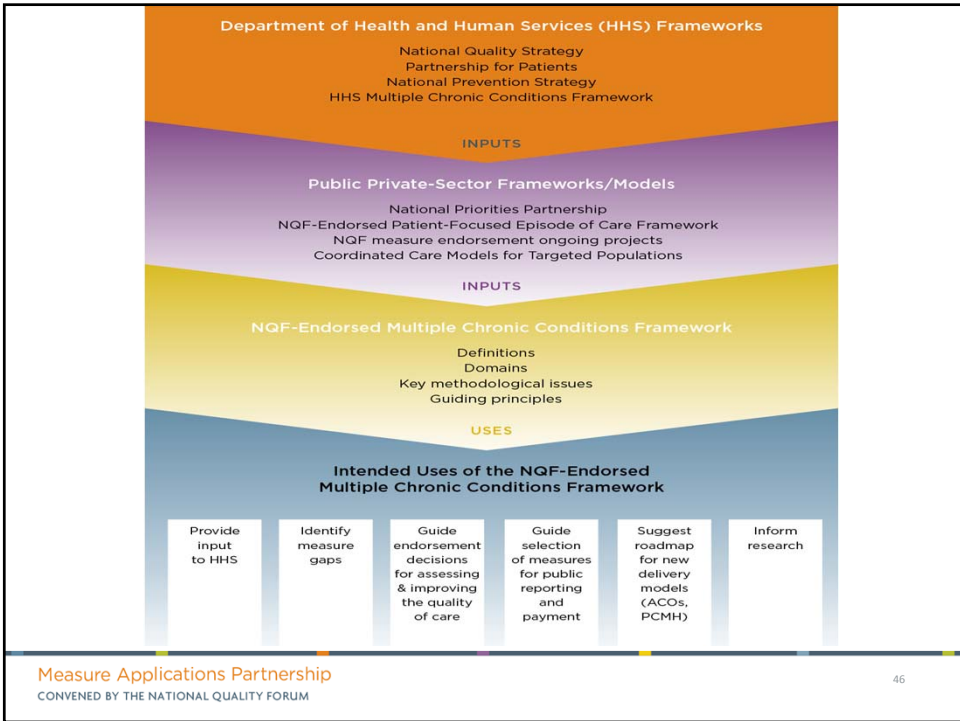 Department of Health and Human Services (HHS) Frameworks
National Quality Strategy
Partnership for Patients
National Prevention Strategy
HHS Multiple Chronic Conditions Framework
INPUTS
Public Private-Sector Frameworks/Models
National Priorities Partnership
NQF-Endorsed Patient-Focused Episode of Care Framework
NQF measure endorsement ongoing projects
Coordinated Care Models for Targeted Populations
INPUTS
NQF-Endorsed Multiple Chronic Conditions Framework
Definitions
Domains
Key methodological issues
Guiding principles
USES
Intended Uses of the NQF-Endorsed
Multiple Chronic Conditions Framework
Provide
input
to HHS
Identify
measure
gaps
Guide
endorsement
decisions
for assessing
& improving
the quality
of care
Guide
selection
of measures
for public
reporting
and
payment
Suggest
roadmap
for new
delivery
models
(ACOs,
PCMH)
Inform
research
Measure Applications Partnership
CONVENED BY THE NATIONAL QUALITY FORUM
46